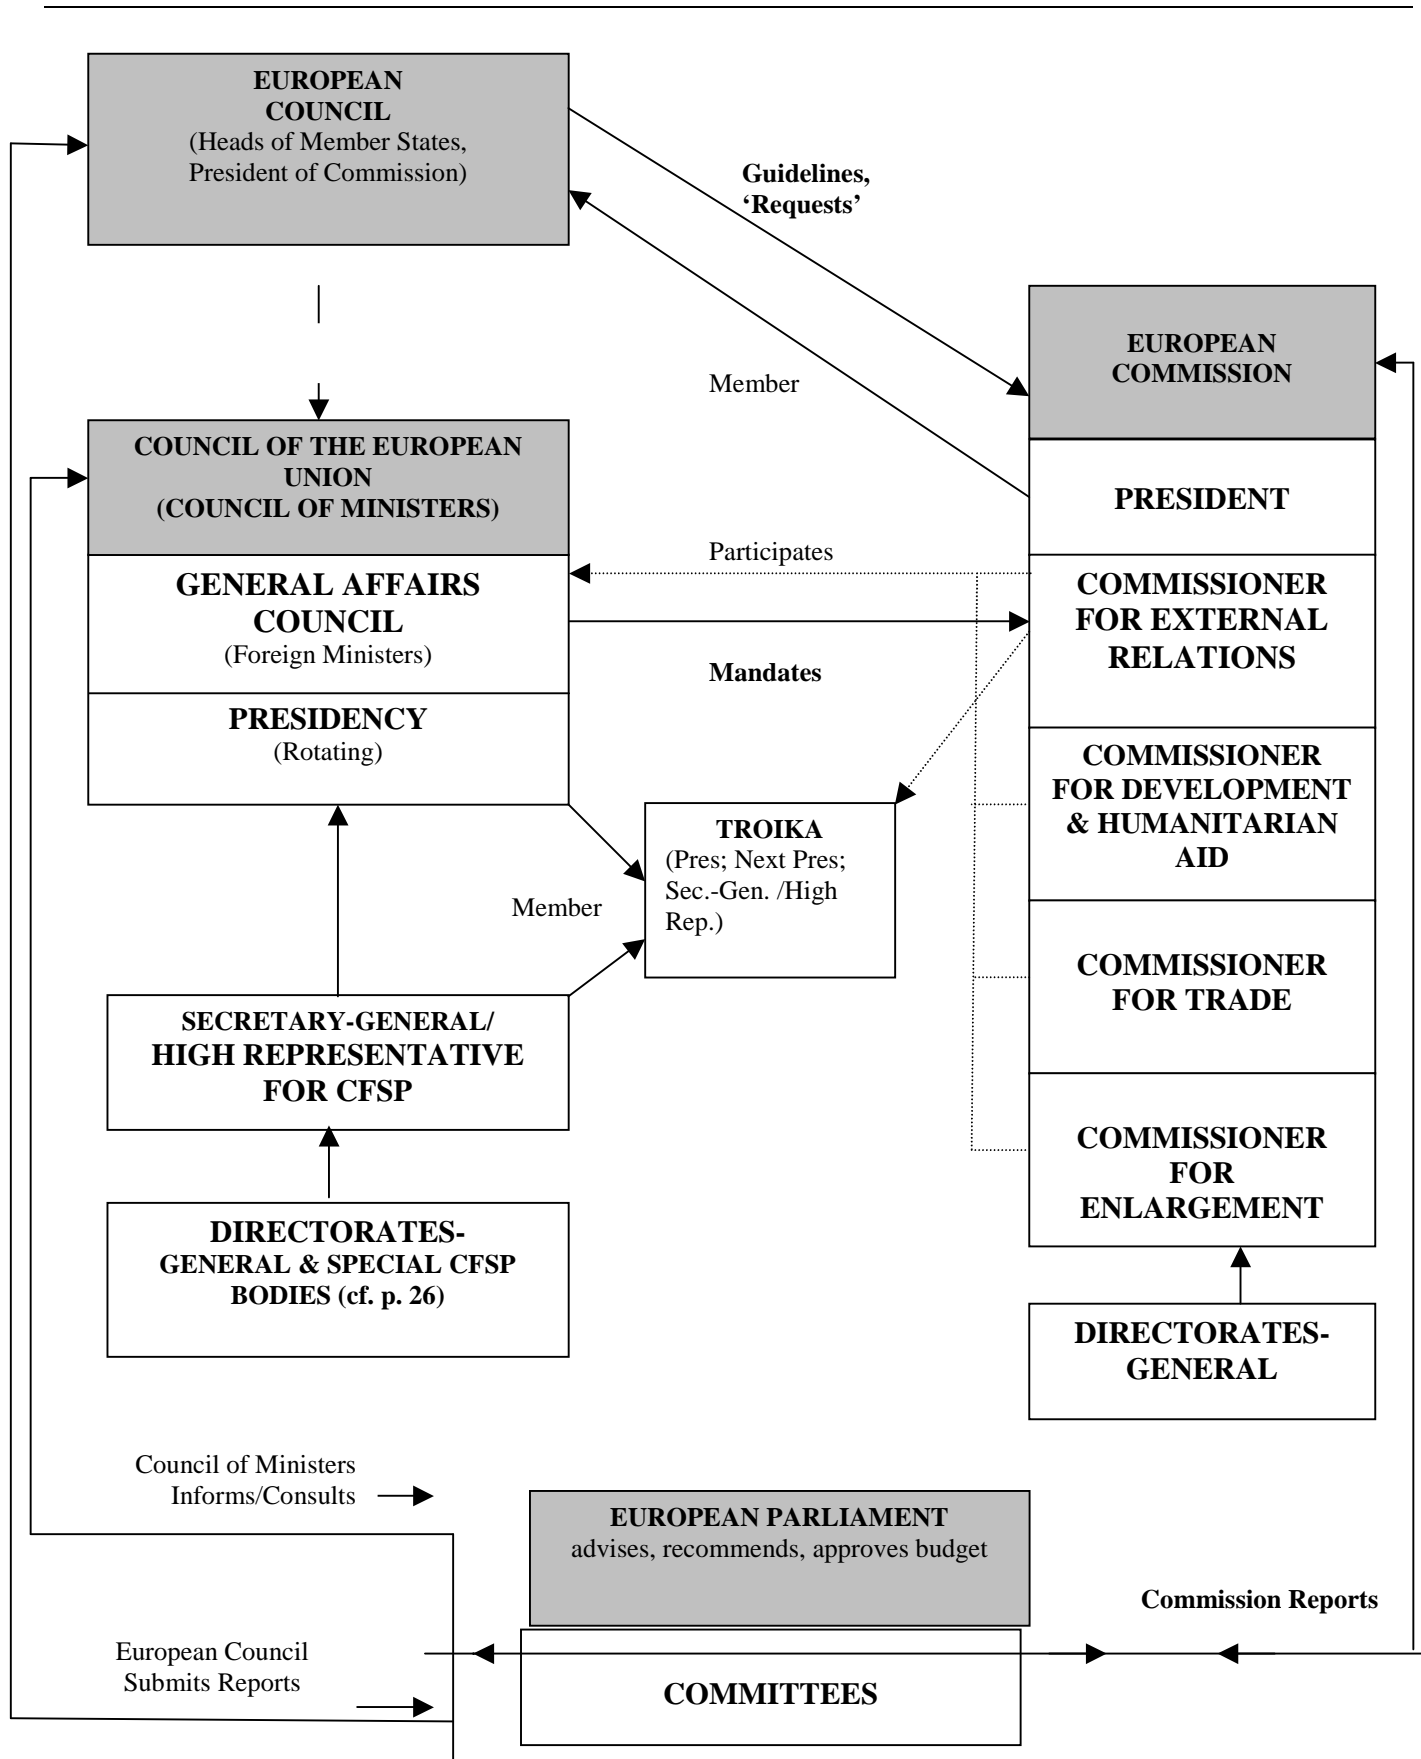 EUROPEAN
COUNCIL
(Heads of Member States,
President of Commission)
Guidelines,
‘Requests’
EUROPEAN
COMMISSION
Member
COUNCIL OF THE EUROPEAN
UNION
(COUNCIL OF MINISTERS)
PRESIDENT
Participates
GENERAL AFFAIRS
COUNCIL
(Foreign Ministers)
COMMISSIONER
FOR EXTERNAL
RELATIONS
Mandates
PRESIDENCY
(Rotating)
COMMISSIONER
FOR DEVELOPMENT
& HUMANITARIAN
AID
TROIKA
(Pres; Next Pres;
Sec.-Gen. /High
Rep.)
Member
COMMISSIONER
FOR TRADE
SECRETARY-GENERAL/
HIGH REPRESENTATIVE
FOR CFSP
COMMISSIONER
FOR
ENLARGEMENT
DIRECTORATES-
GENERAL & SPECIAL CFSP
BODIES (cf. p. 26)
DIRECTORATES-
GENERAL
Council of Ministers
Informs/Consults
EUROPEAN PARLIAMENT
advises, recommends, approves budget
Commission Reports
European Council
Submits Reports
COMMITTEES